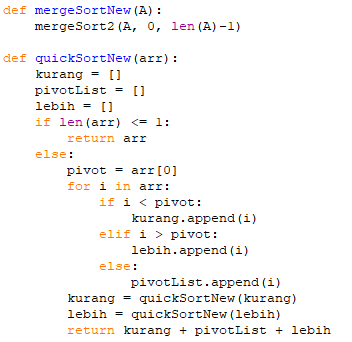 def mergeSortNew(A):
    mergeSort2(A, 0, len(A)-1)

def quickSortNew(arr):
    kurang = []
    pivotList = []
    lebih = []
    if len(arr) <= 1:
        return arr
    else:
        pivot = arr[0]
        for i in arr:
            if i < pivot:
                kurang.append(i)
            elif i > pivot:
                lebih.append(i)
            else:
                pivotList.append(i)
        kurang = quickSortNew(kurang)
        lebih = quickSortNew(lebih)
        return kurang + pivotList + lebih